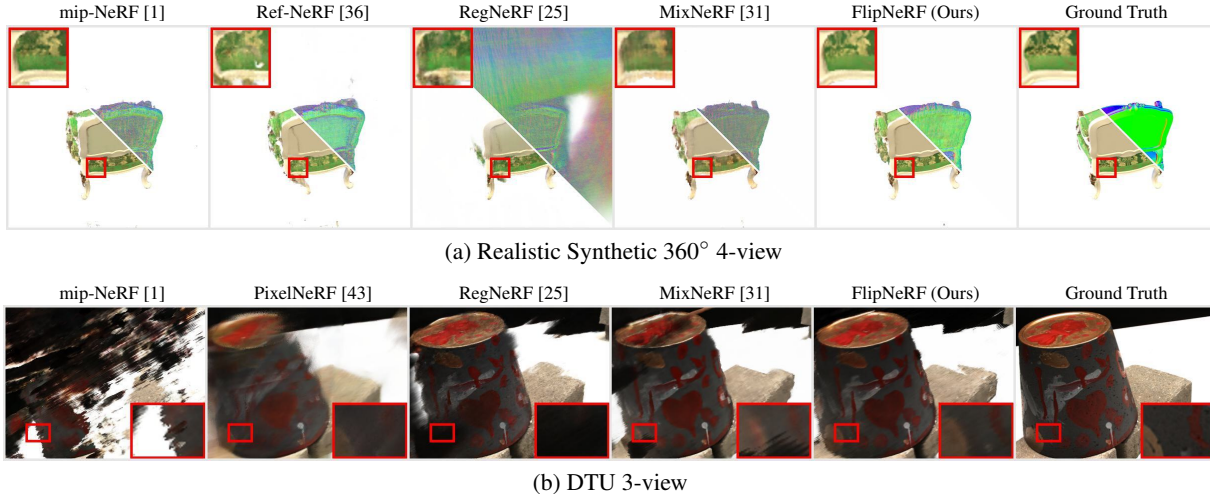 mip-NeRF [1] Ref-NeRF [36] RegNeRF [25] MixNeRF [31] FlipNeRF (Ours) Ground Truth
(a) Realistic Synthetic 360° 4-view
mip-NeRF [1] PixelNeRF [43] RegNeRF [25] MixNeRF [31] FlipNeRF (Ours) Ground Truth
(b) DTU 3-view